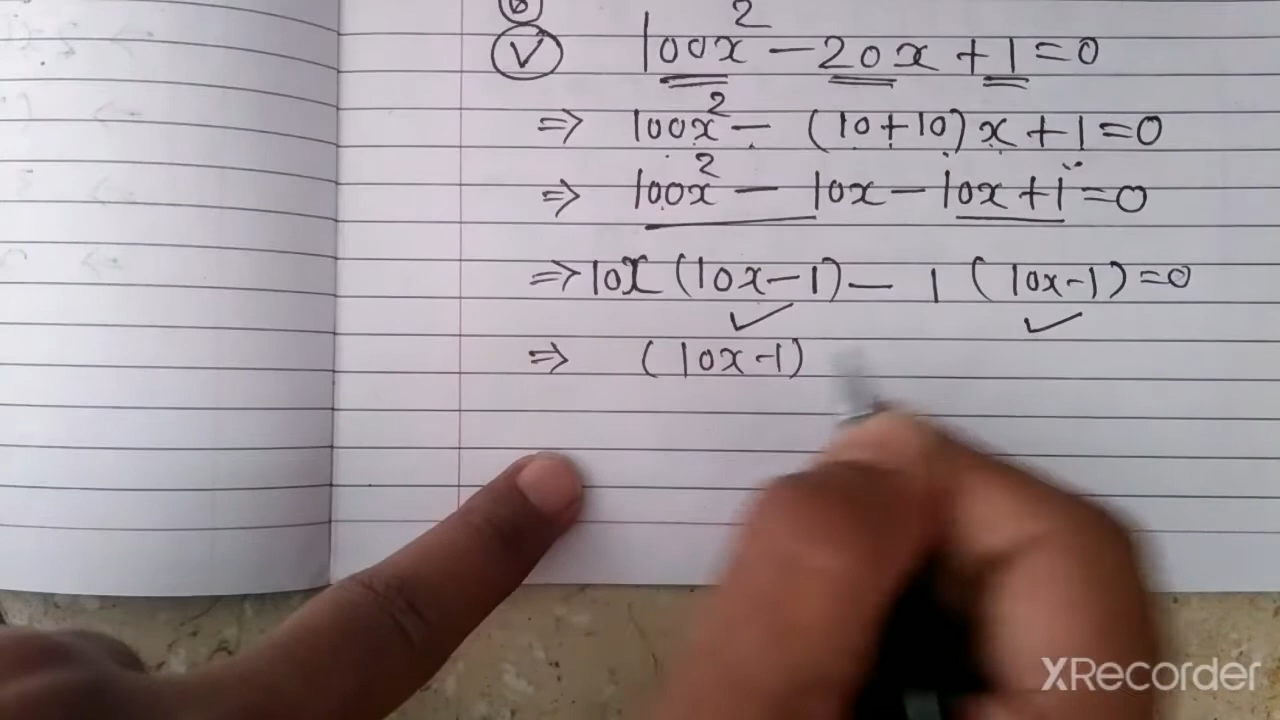 (V) 100x² - 20x + 1 = 0
⇒ 100x² - (10+10)x + 1 = 0
⇒ 100x² - 10x - 10x + 1 = 0
⇒ 10x (10x-1) - 1 (10x-1) = 0
⇒ (10x-1)
XRecorder